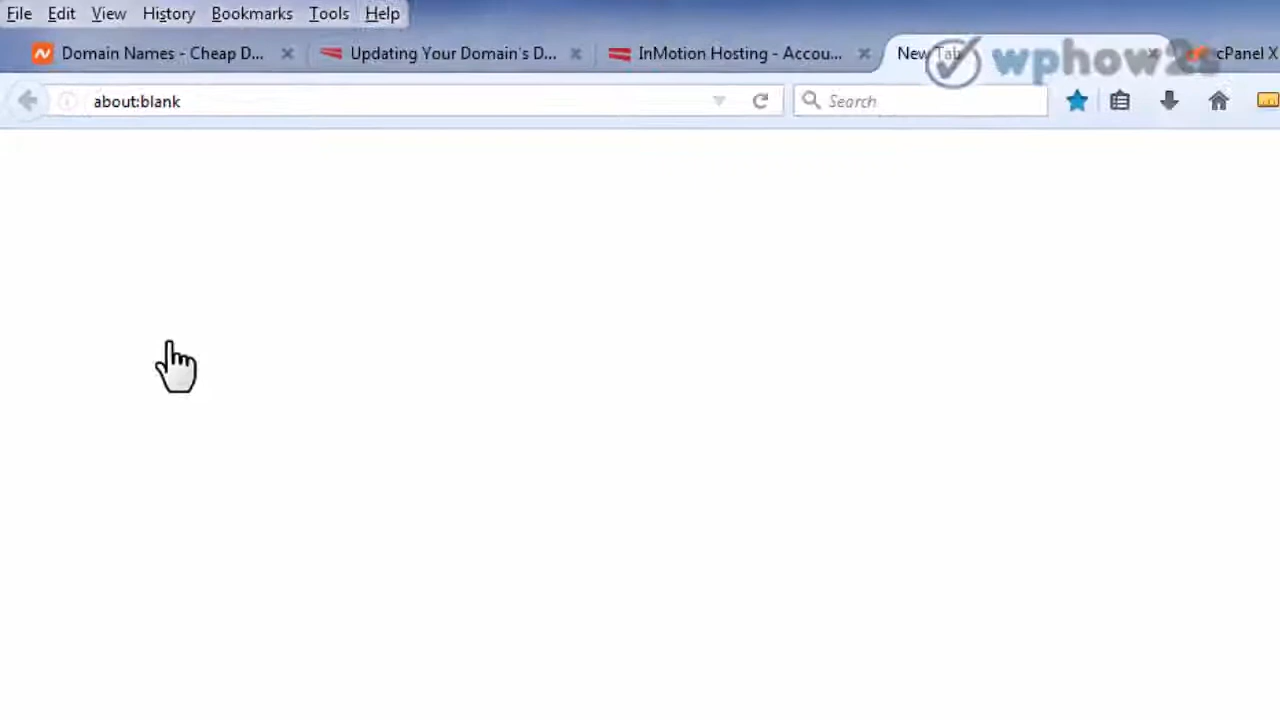 File Edit View History Bookmarks Tools Help
Domain Names - Cheap D... Updating Your Domain's D... InMotion Hosting - Accou... New Tab cPanel X
wphow2s
about:blank Search